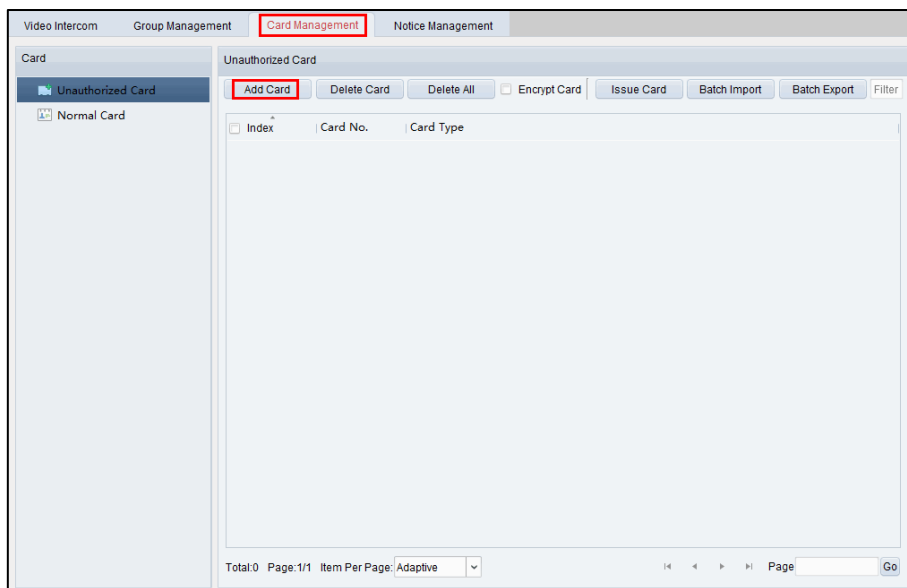 Video Intercom Group Management Card Management Notice Management
Card
Unauthorized Card
Normal Card
Unauthorized Card
Add Card Delete Card Delete All Encrypt Card Issue Card Batch Import Batch Export Filter
Index Card No. Card Type
Total:0 Page:1/1 Item Per Page: Adaptive Page Go